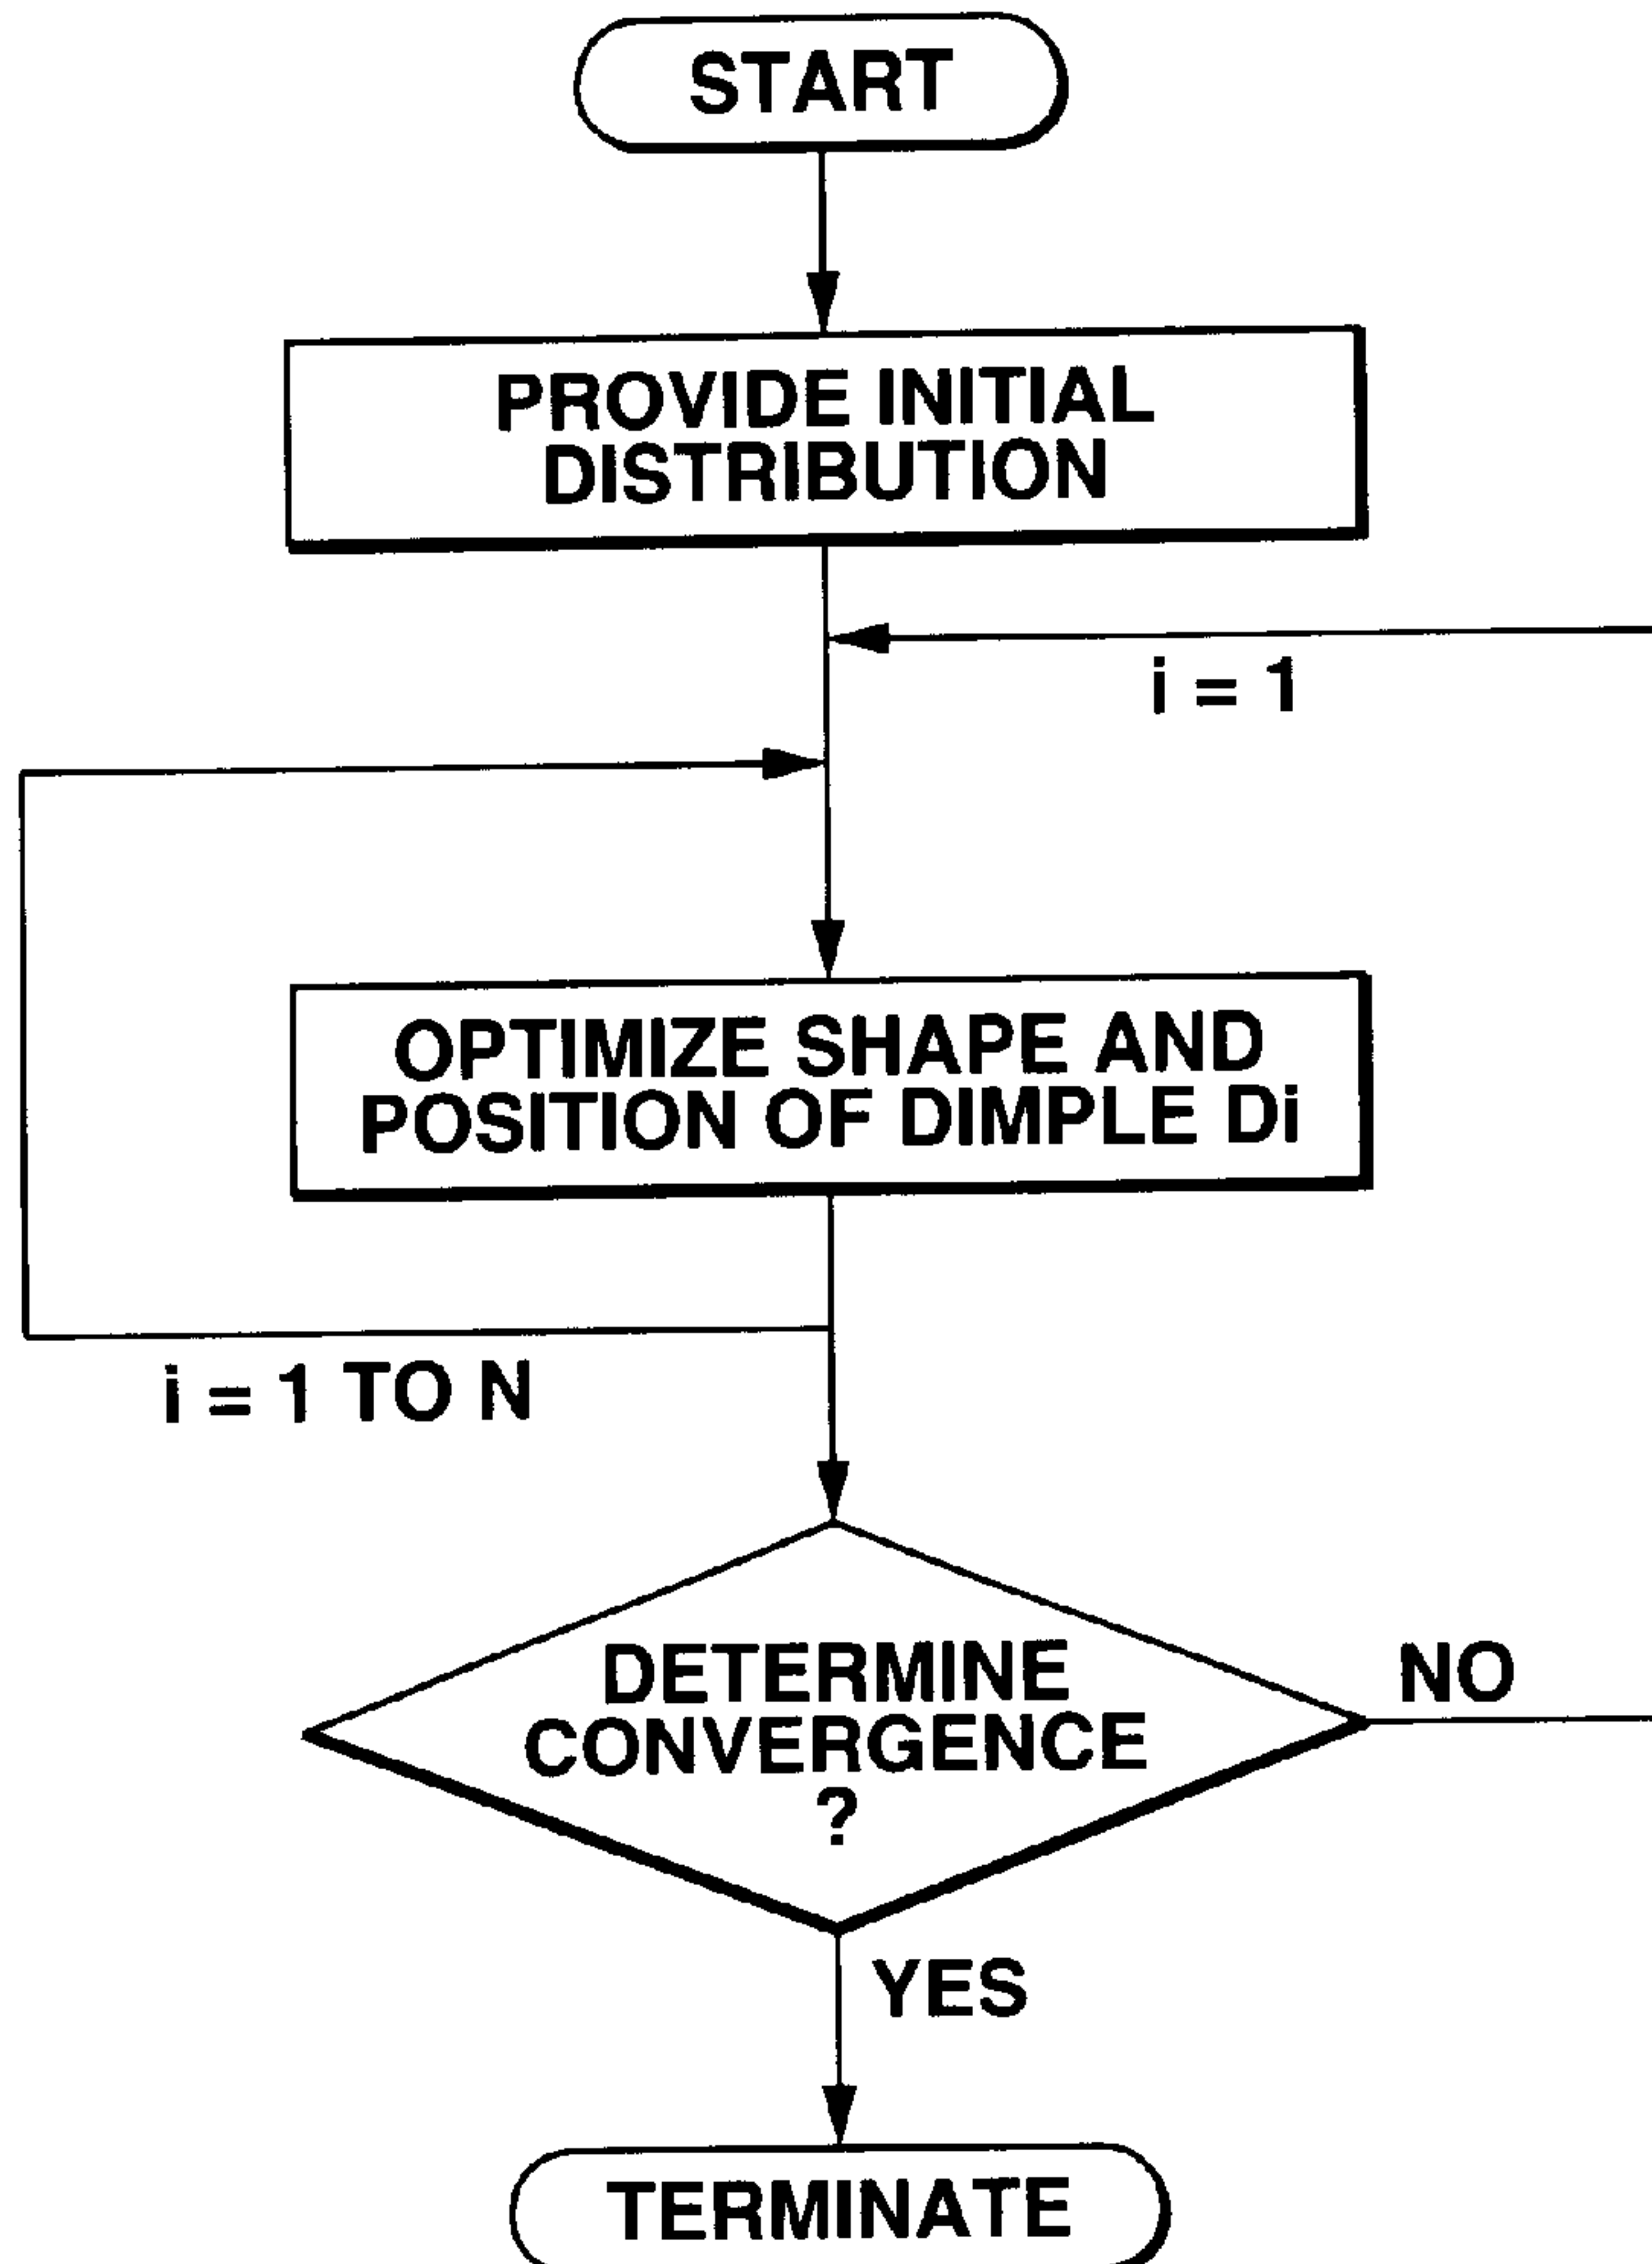 START
PROVIDE INITIAL
DISTRIBUTION
i = 1
OPTIMIZE SHAPE AND
POSITION OF DIMPLE Di
i = 1 TO N
DETERMINE
CONVERGENCE
?
NO
YES
TERMINATE